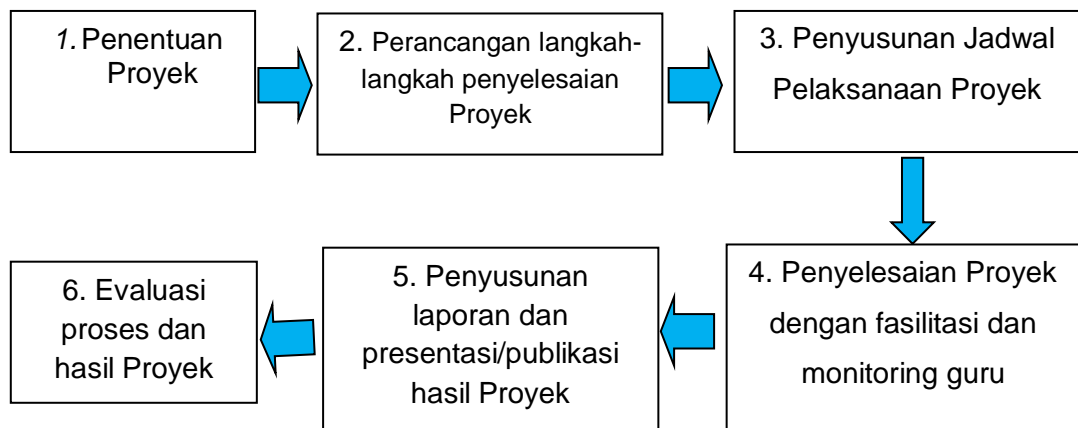 1. Penentuan
Proyek
2. Perancangan langkah-
langkah penyelesaian
Proyek
3. Penyusunan Jadwal
Pelaksanaan Proyek
4. Penyelesaian Proyek
dengan fasilitasi dan
monitoring guru
5. Penyusunan
laporan dan
presentasi/publikasi
hasil Proyek
6. Evaluasi
proses dan
hasil Proyek